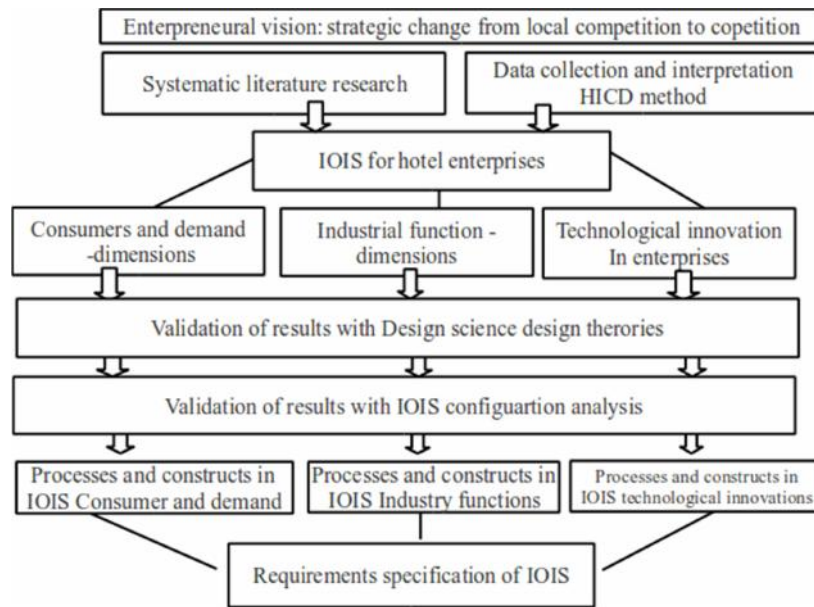 Enterpreneural vision: strategic change from local competition to copetition
Systematic literature research
Data collection and interpretation
HICD method
IOIS for hotel enterprises
Consumers and demand
-dimensions
Industrial function -
dimensions
Technological innovation
In enterprises
Validation of results with Design science design therories
Validation of results with IOIS configuartion analysis
Processes and constructs in
IOIS Consumer and demand
Processes and constructs in
IOIS Industry functions
Processes and constructs in
IOIS technological innovations
Requirements specification of IOIS